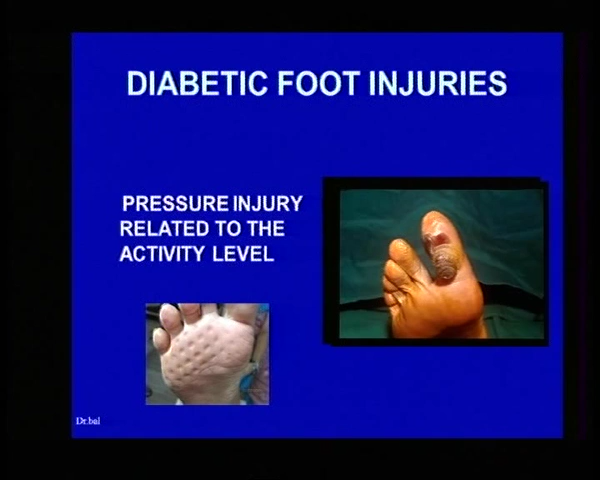 DIABETIC FOOT INJURIES
PRESSURE INJURY
RELATED TO THE
ACTIVITY LEVEL
Dr.bal